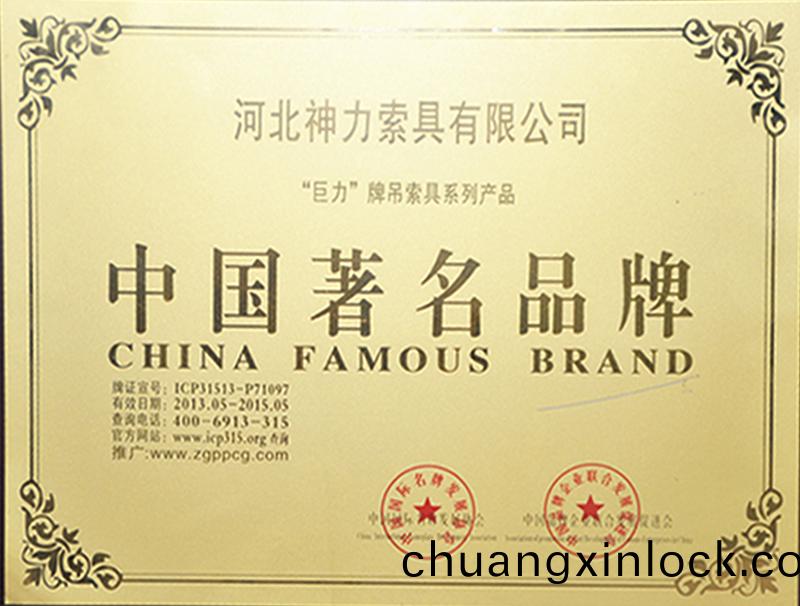 河北神力索具有限公司
“巨力”牌吊索具系列产品
中国著名品牌
CHINA FAMOUS BRAND
牌证宣号：ICP31513-P71097
有效日期：2013.05-2015.05
查询电话：400-6913-315
官方网站：www.icp315.org 查询
推广:www.zgppcg.com
chuangxinlock.co